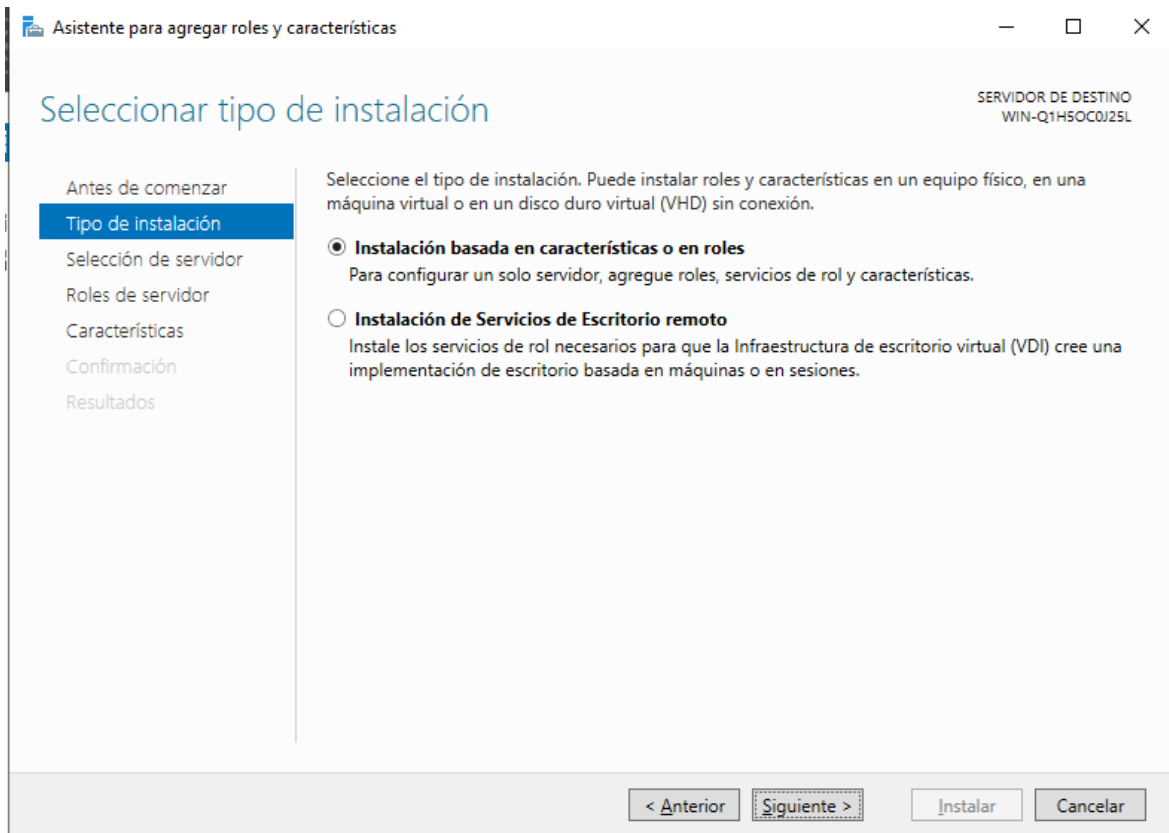 Asistente para agregar roles y características
Seleccionar tipo de instalación
SERVIDOR DE DESTINO
WIN-Q1H5OC0J25L
Antes de comenzar
Tipo de instalación
Selección de servidor
Roles de servidor
Características
Confirmación
Resultados
Seleccione el tipo de instalación. Puede instalar roles y características en un equipo físico, en una
máquina virtual o en un disco duro virtual (VHD) sin conexión.
Instalación basada en características o en roles
Para configurar un solo servidor, agregue roles, servicios de rol y características.
Instalación de Servicios de Escritorio remoto
Instale los servicios de rol necesarios para que la Infraestructura de escritorio virtual (VDI) cree una
implementación de escritorio basada en máquinas o en sesiones.
< Anterior
Siguiente >
Instalar
Cancelar